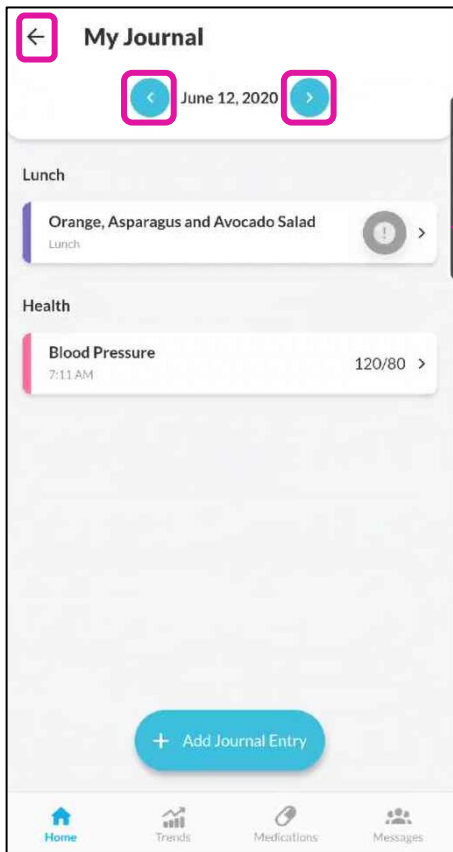 My Journal
June 12, 2020
Lunch
Orange, Asparagus and Avocado Salad
Lunch
Health
Blood Pressure
120/80
7:11 AM
+ Add Journal Entry
Home Trends Medications Messages